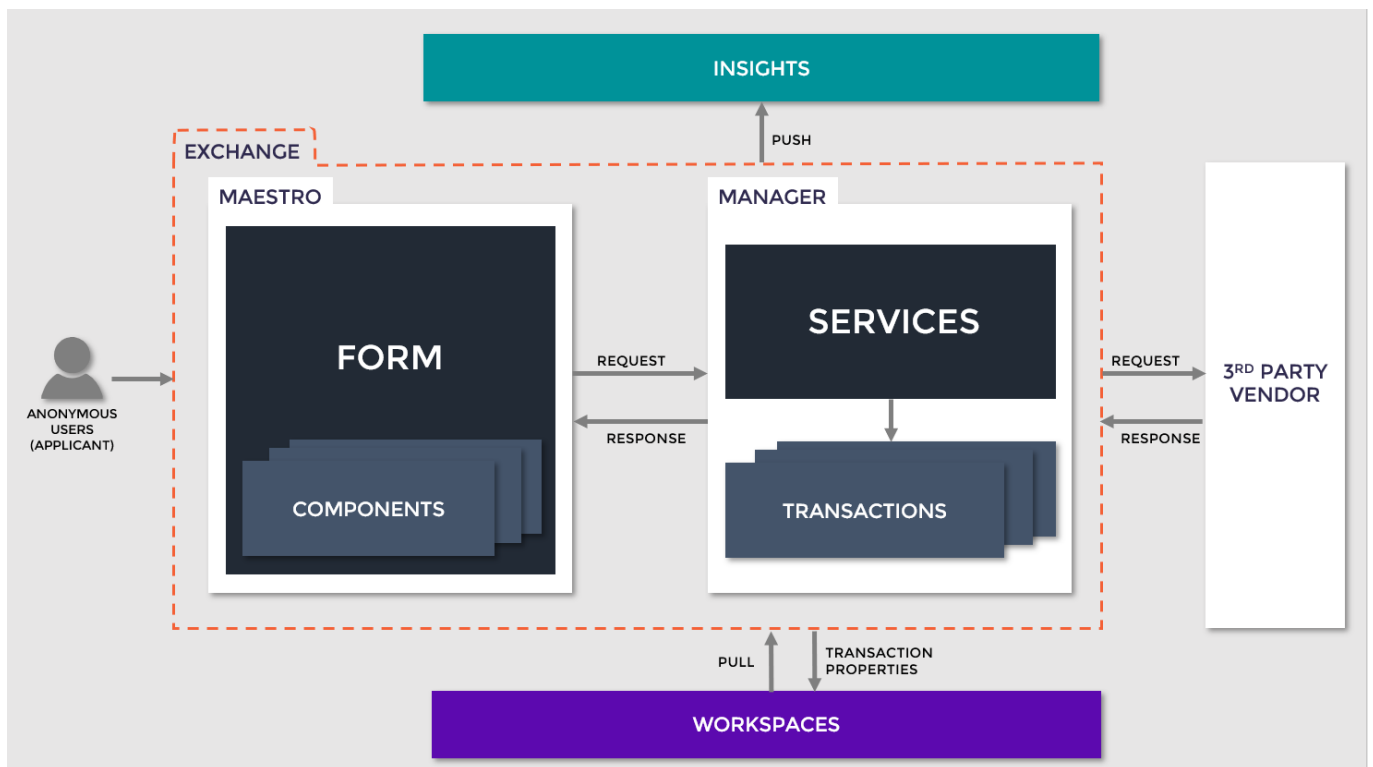 INSIGHTS
PUSH
EXCHANGE
MAESTRO
MANAGER
FORM
SERVICES
COMPONENTS
TRANSACTIONS
REQUEST
RESPONSE
REQUEST
RESPONSE
3RD PARTY
VENDOR
ANONYMOUS
USERS
(APPLICANT)
PULL
TRANSACTION
PROPERTIES
WORKSPACES